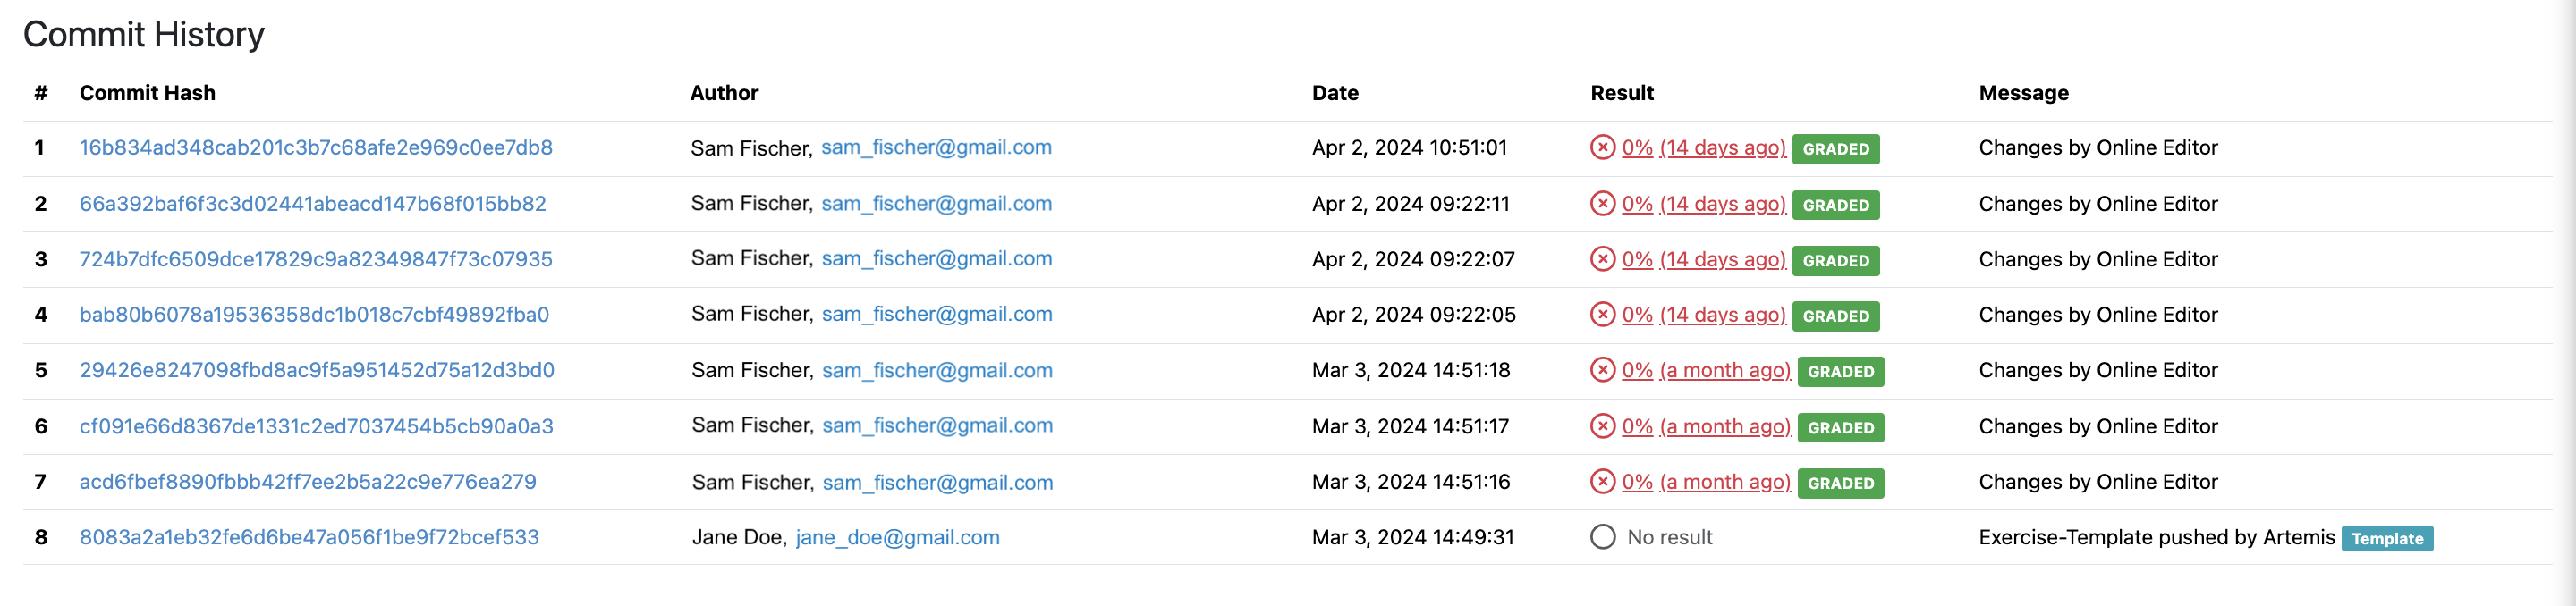 Commit History
# Commit Hash Author Date Result Message
1 16b834ad348cab201c3b7c68afe2e969c0ee7db8 Sam Fischer, sam_fischer@gmail.com Apr 2, 2024 10:51:01 0% (14 days ago) GRADED Changes by Online Editor
2 66a392baf6f3c3d02441abeacd147b68f015bb82 Sam Fischer, sam_fischer@gmail.com Apr 2, 2024 09:22:11 0% (14 days ago) GRADED Changes by Online Editor
3 724b7dfc6509dce17829c9a82349847f73c07935 Sam Fischer, sam_fischer@gmail.com Apr 2, 2024 09:22:07 0% (14 days ago) GRADED Changes by Online Editor
4 bab80b6078a19536358dc1b018c7cbf49892fba0 Sam Fischer, sam_fischer@gmail.com Apr 2, 2024 09:22:05 0% (14 days ago) GRADED Changes by Online Editor
5 29426e8247098fbd8ac9f5a951452d75a12d3bd0 Sam Fischer, sam_fischer@gmail.com Mar 3, 2024 14:51:18 0% (a month ago) GRADED Changes by Online Editor
6 cf091e66d8367de1331c2ed7037454b5cb90a0a3 Sam Fischer, sam_fischer@gmail.com Mar 3, 2024 14:51:17 0% (a month ago) GRADED Changes by Online Editor
7 acd6fbef8890fbbb42ff7ee2b5a22c9e776ea279 Sam Fischer, sam_fischer@gmail.com Mar 3, 2024 14:51:16 0% (a month ago) GRADED Changes by Online Editor
8 8083a2a1eb32fe6d6be47a056f1be9f72bcef533 Jane Doe, jane_doe@gmail.com Mar 3, 2024 14:49:31 No result Exercise-Template pushed by Artemis Template